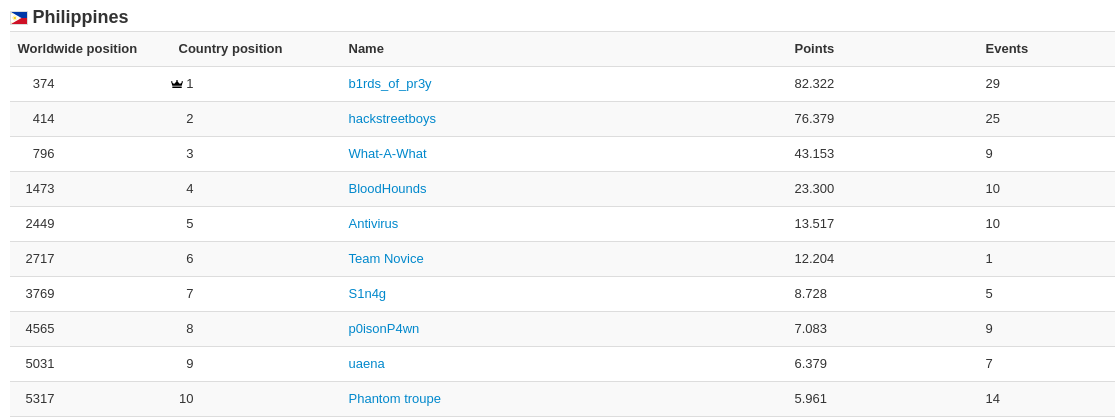 Philippines
Worldwide position Country position Name Points Events
374 1 b1rds_of_pr3y 82.322 29
414 2 hackstreetboys 76.379 25
796 3 What-A-What 43.153 9
1473 4 BloodHounds 23.300 10
2449 5 Antivirus 13.517 10
2717 6 Team Novice 12.204 1
3769 7 S1n4g 8.728 5
4565 8 p0isonP4wn 7.083 9
5031 9 uaena 6.379 7
5317 10 Phantom troupe 5.961 14